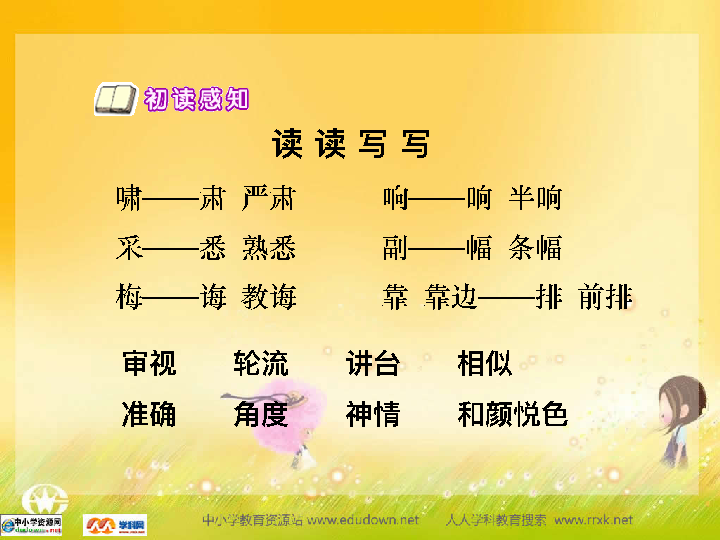 初读感知
读读写写
啸——肃 严肃 响——响 半响
采——悉 熟悉 副——幅 条幅
梅——诲 教诲 靠 靠边——排 前排
审视 轮流 讲台 相似
准确 角度 神情 和颜悦色
中小学资源网 学科网 中小学教育资源站 www.edudown.net 人人学科教育搜索 www.rrxk.net